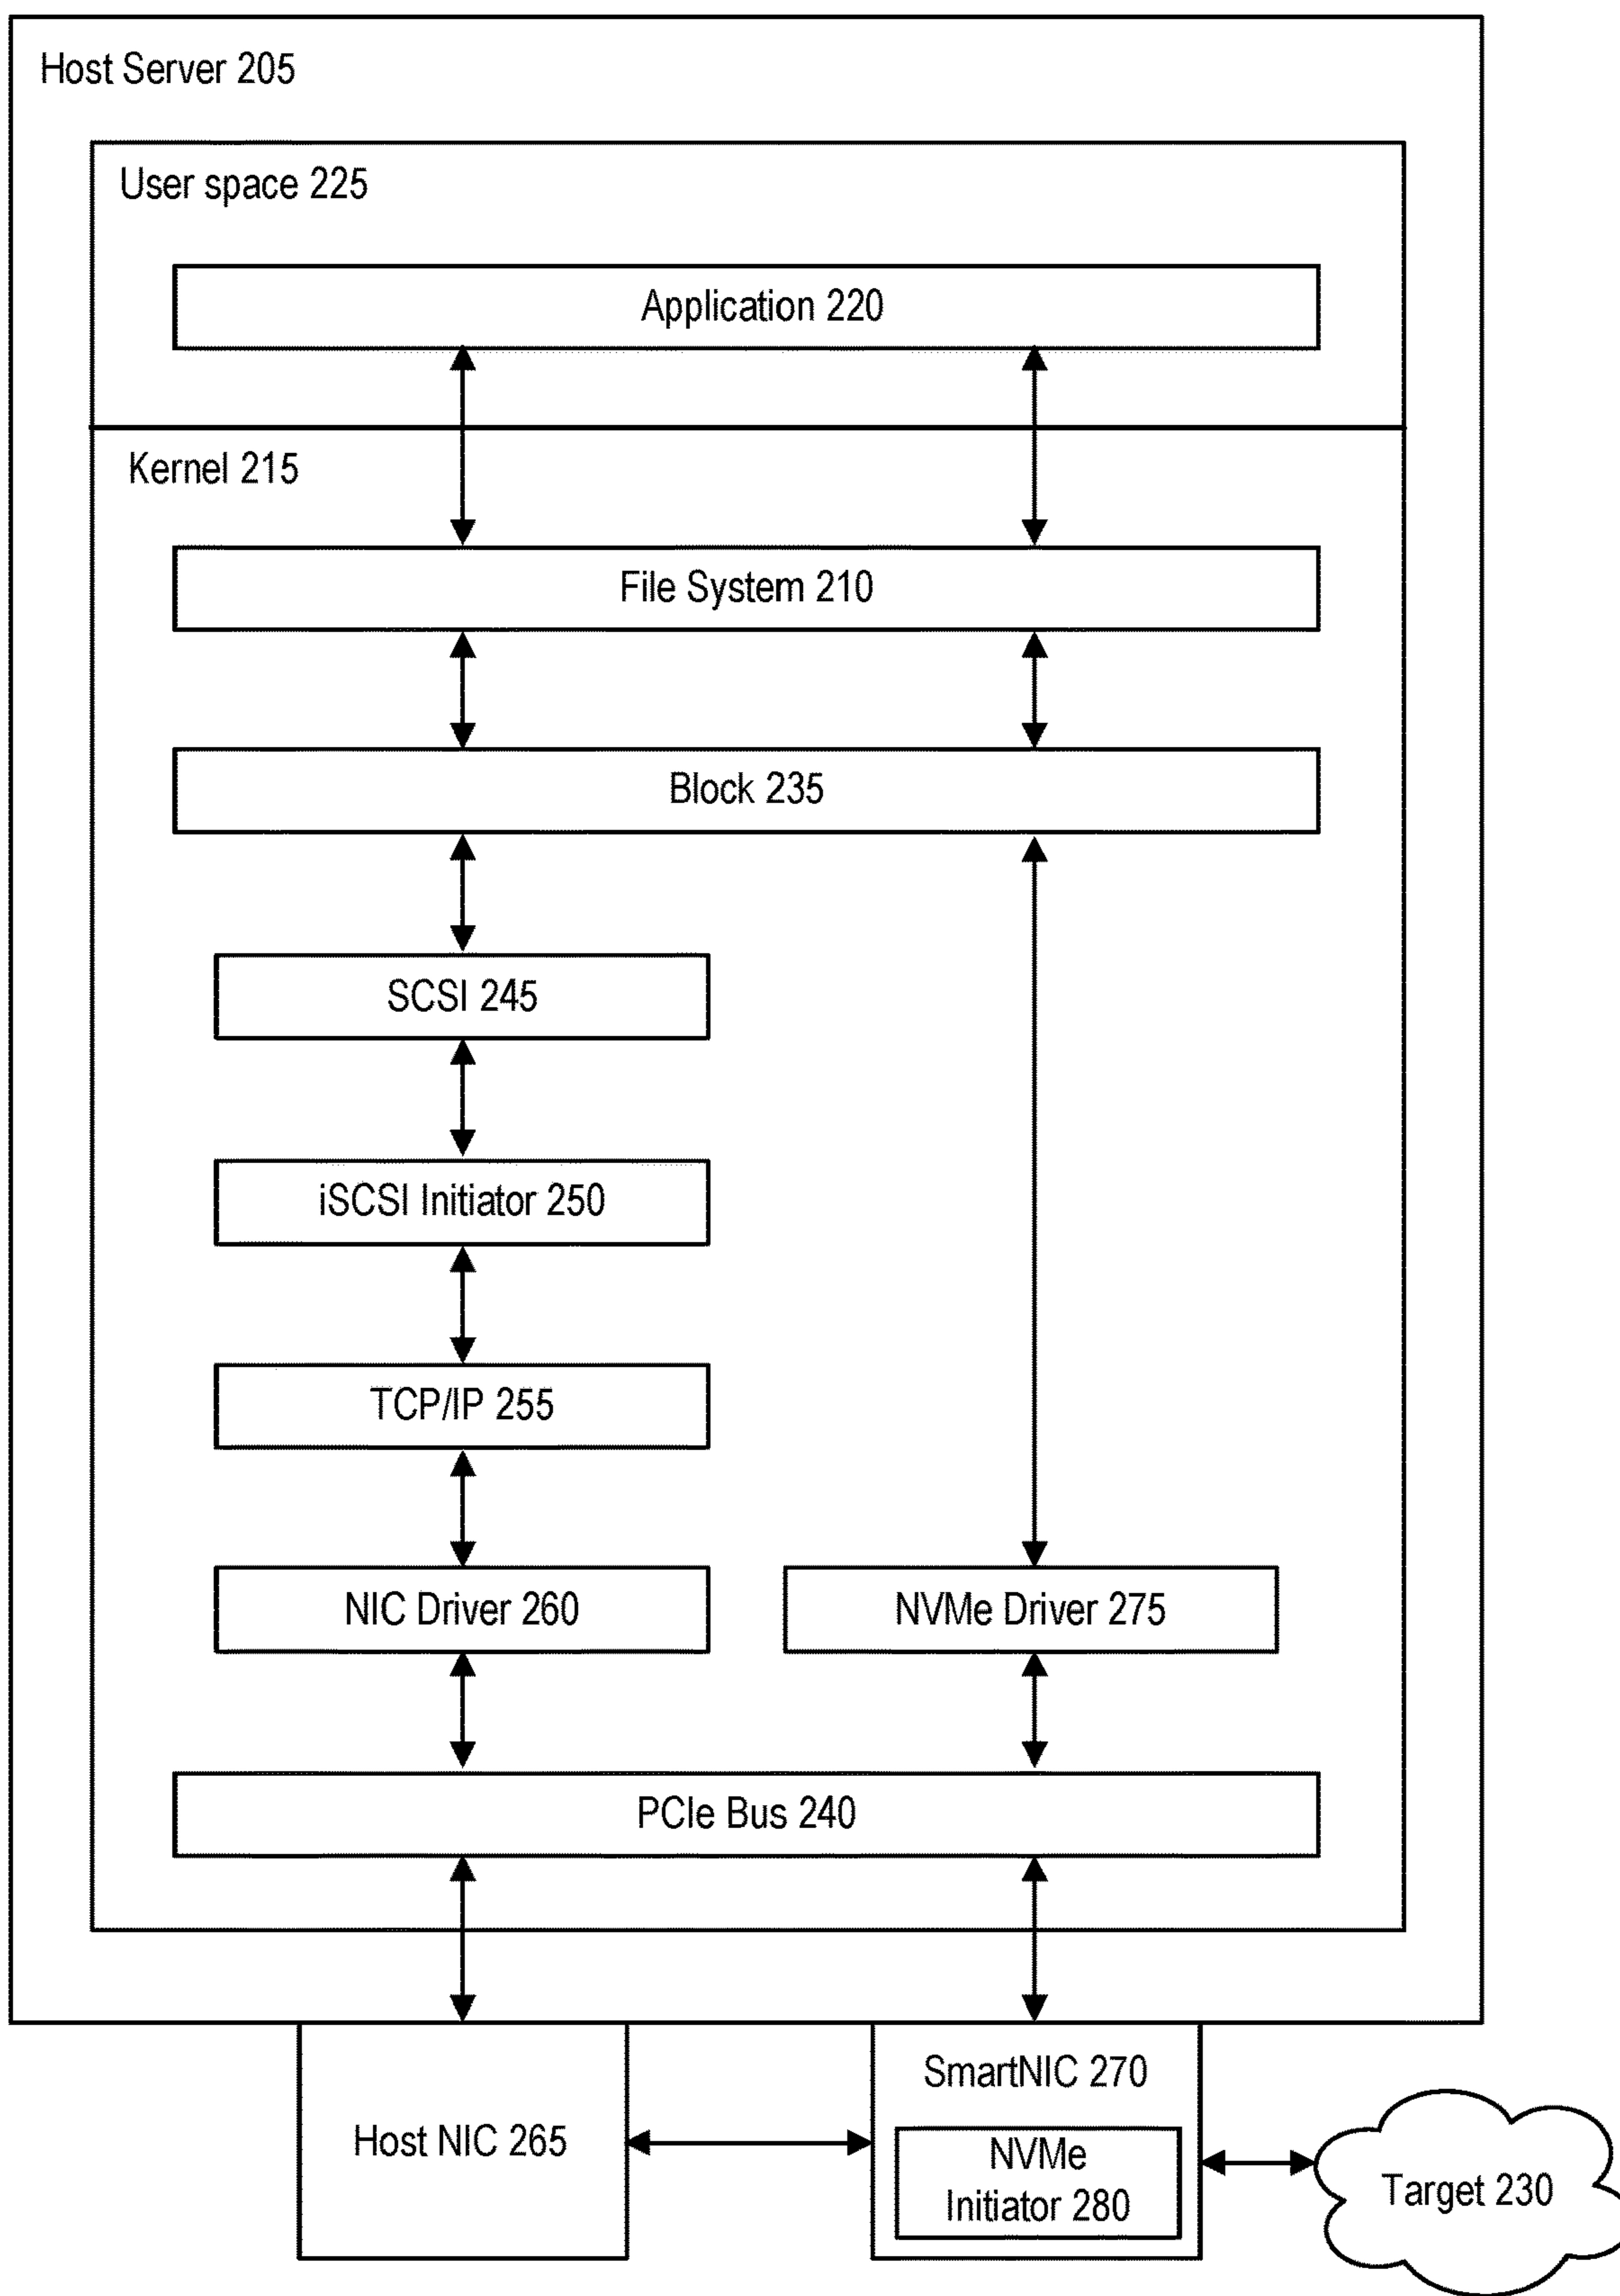 Host Server 205
User space 225
Application 220
Kernel 215
File System 210
Block 235
SCSI 245
iSCSI Initiator 250
TCP/IP 255
NIC Driver 260
NVMe Driver 275
PCIe Bus 240
SmartNIC 270
Host NIC 265
NVMe
Initiator 280
Target 230